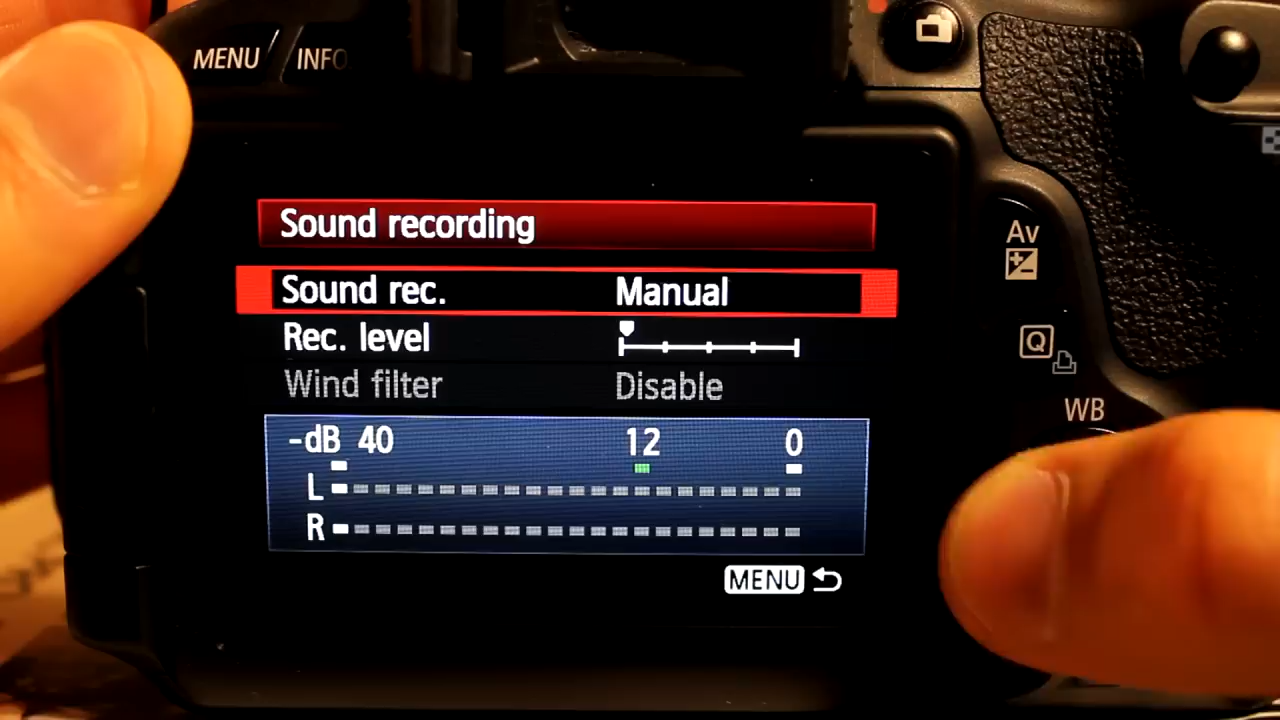 MENU INFO
Sound recording
Sound rec. Manual
Rec. level
Wind filter Disable
-dB 40 12 0
L
R
MENU
Av
Q
WB